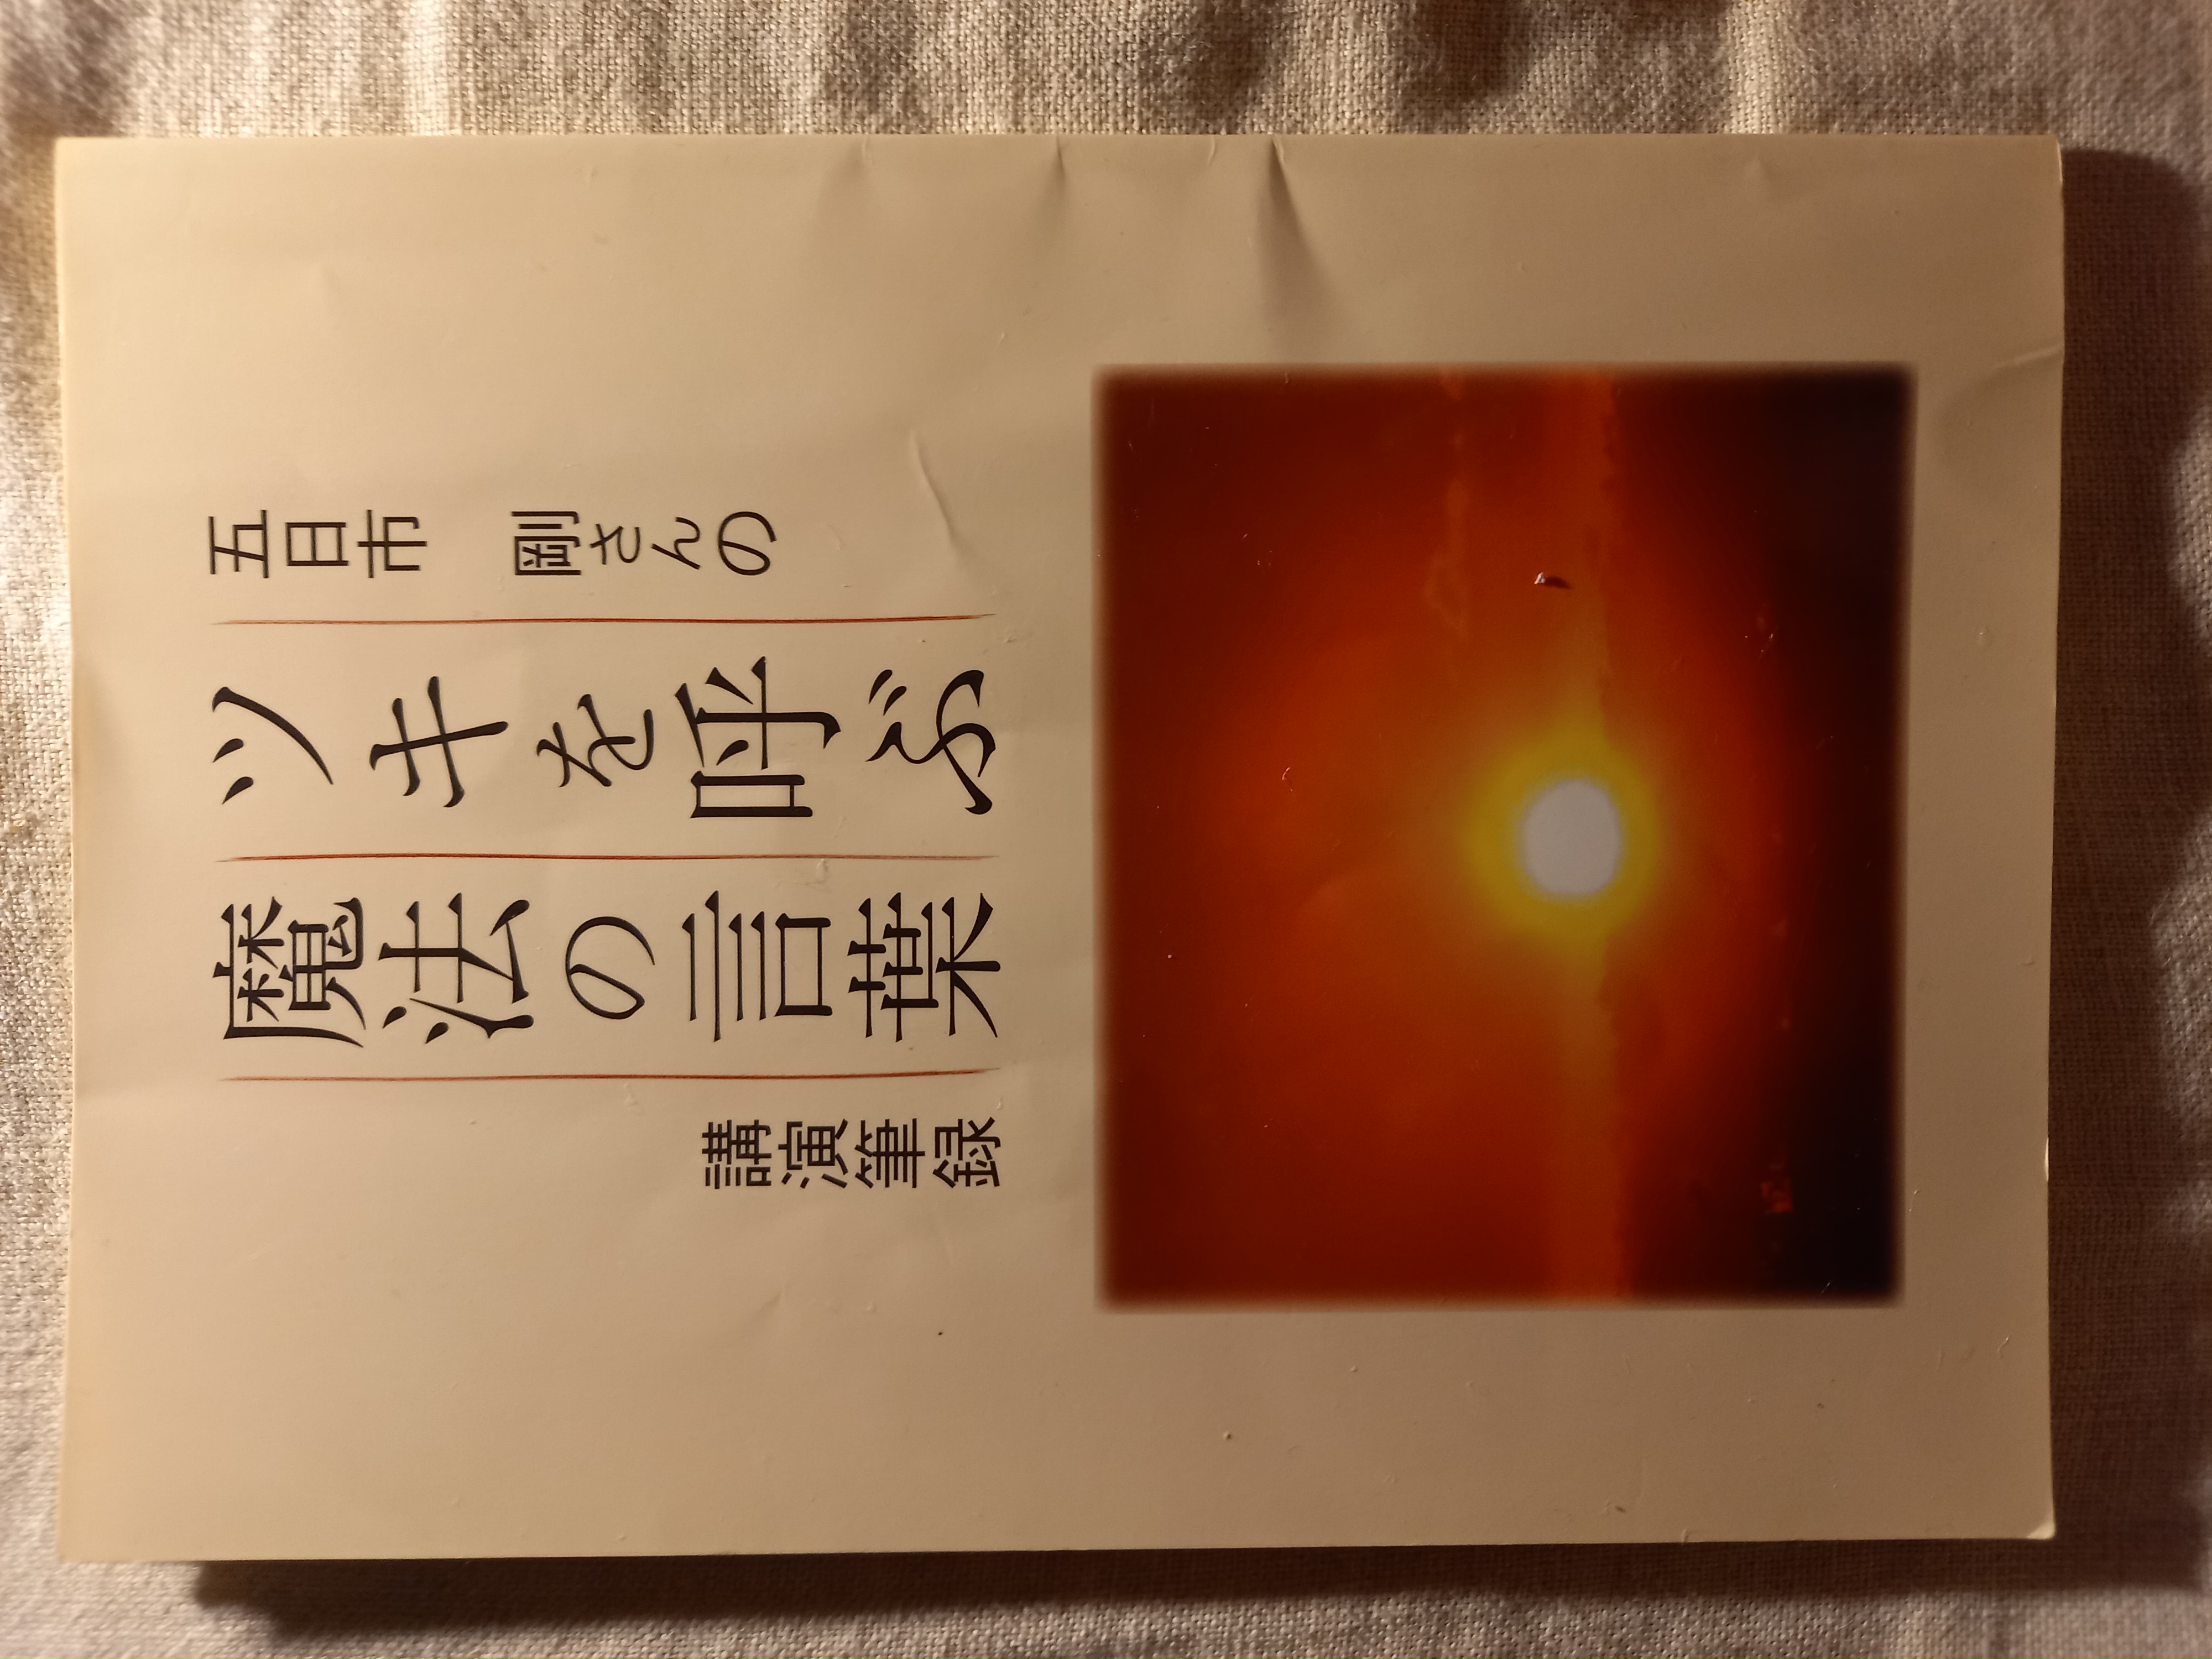 五日市 剛さんの
ツキを呼ぶ
魔法の言葉
講演筆録